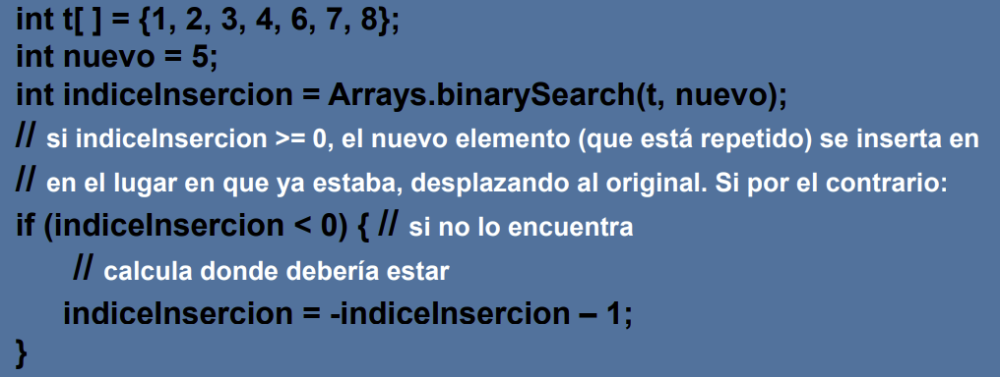 int t[ ] = {1, 2, 3, 4, 6, 7, 8};
int nuevo = 5;
int indiceInsercion = Arrays.binarySearch(t, nuevo);
// si indiceInsercion >= 0, el nuevo elemento (que está repetido) se inserta en
// en el lugar en que ya estaba, desplazando al original. Si por el contrario:
if (indiceInsercion < 0) { // si no lo encuentra
// calcula donde debería estar
indiceInsercion = -indiceInsercion – 1;
}